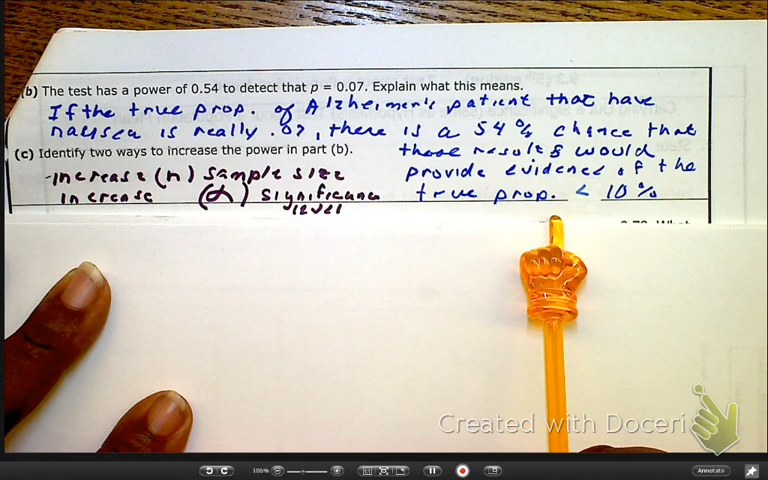 (b) The test has a power of 0.54 to detect that p = 0.07. Explain what this means.
If the true prop. of Alzheimer's patient that have
nausea is really .07, there is a 54% chance that
(c) Identify two ways to increase the power in part (b).
these results would
-increase (n) sample size
provide evidence of the
increase (α) significance
true prop. < 10%
level
What
Created with Doceri
106%
Annotate